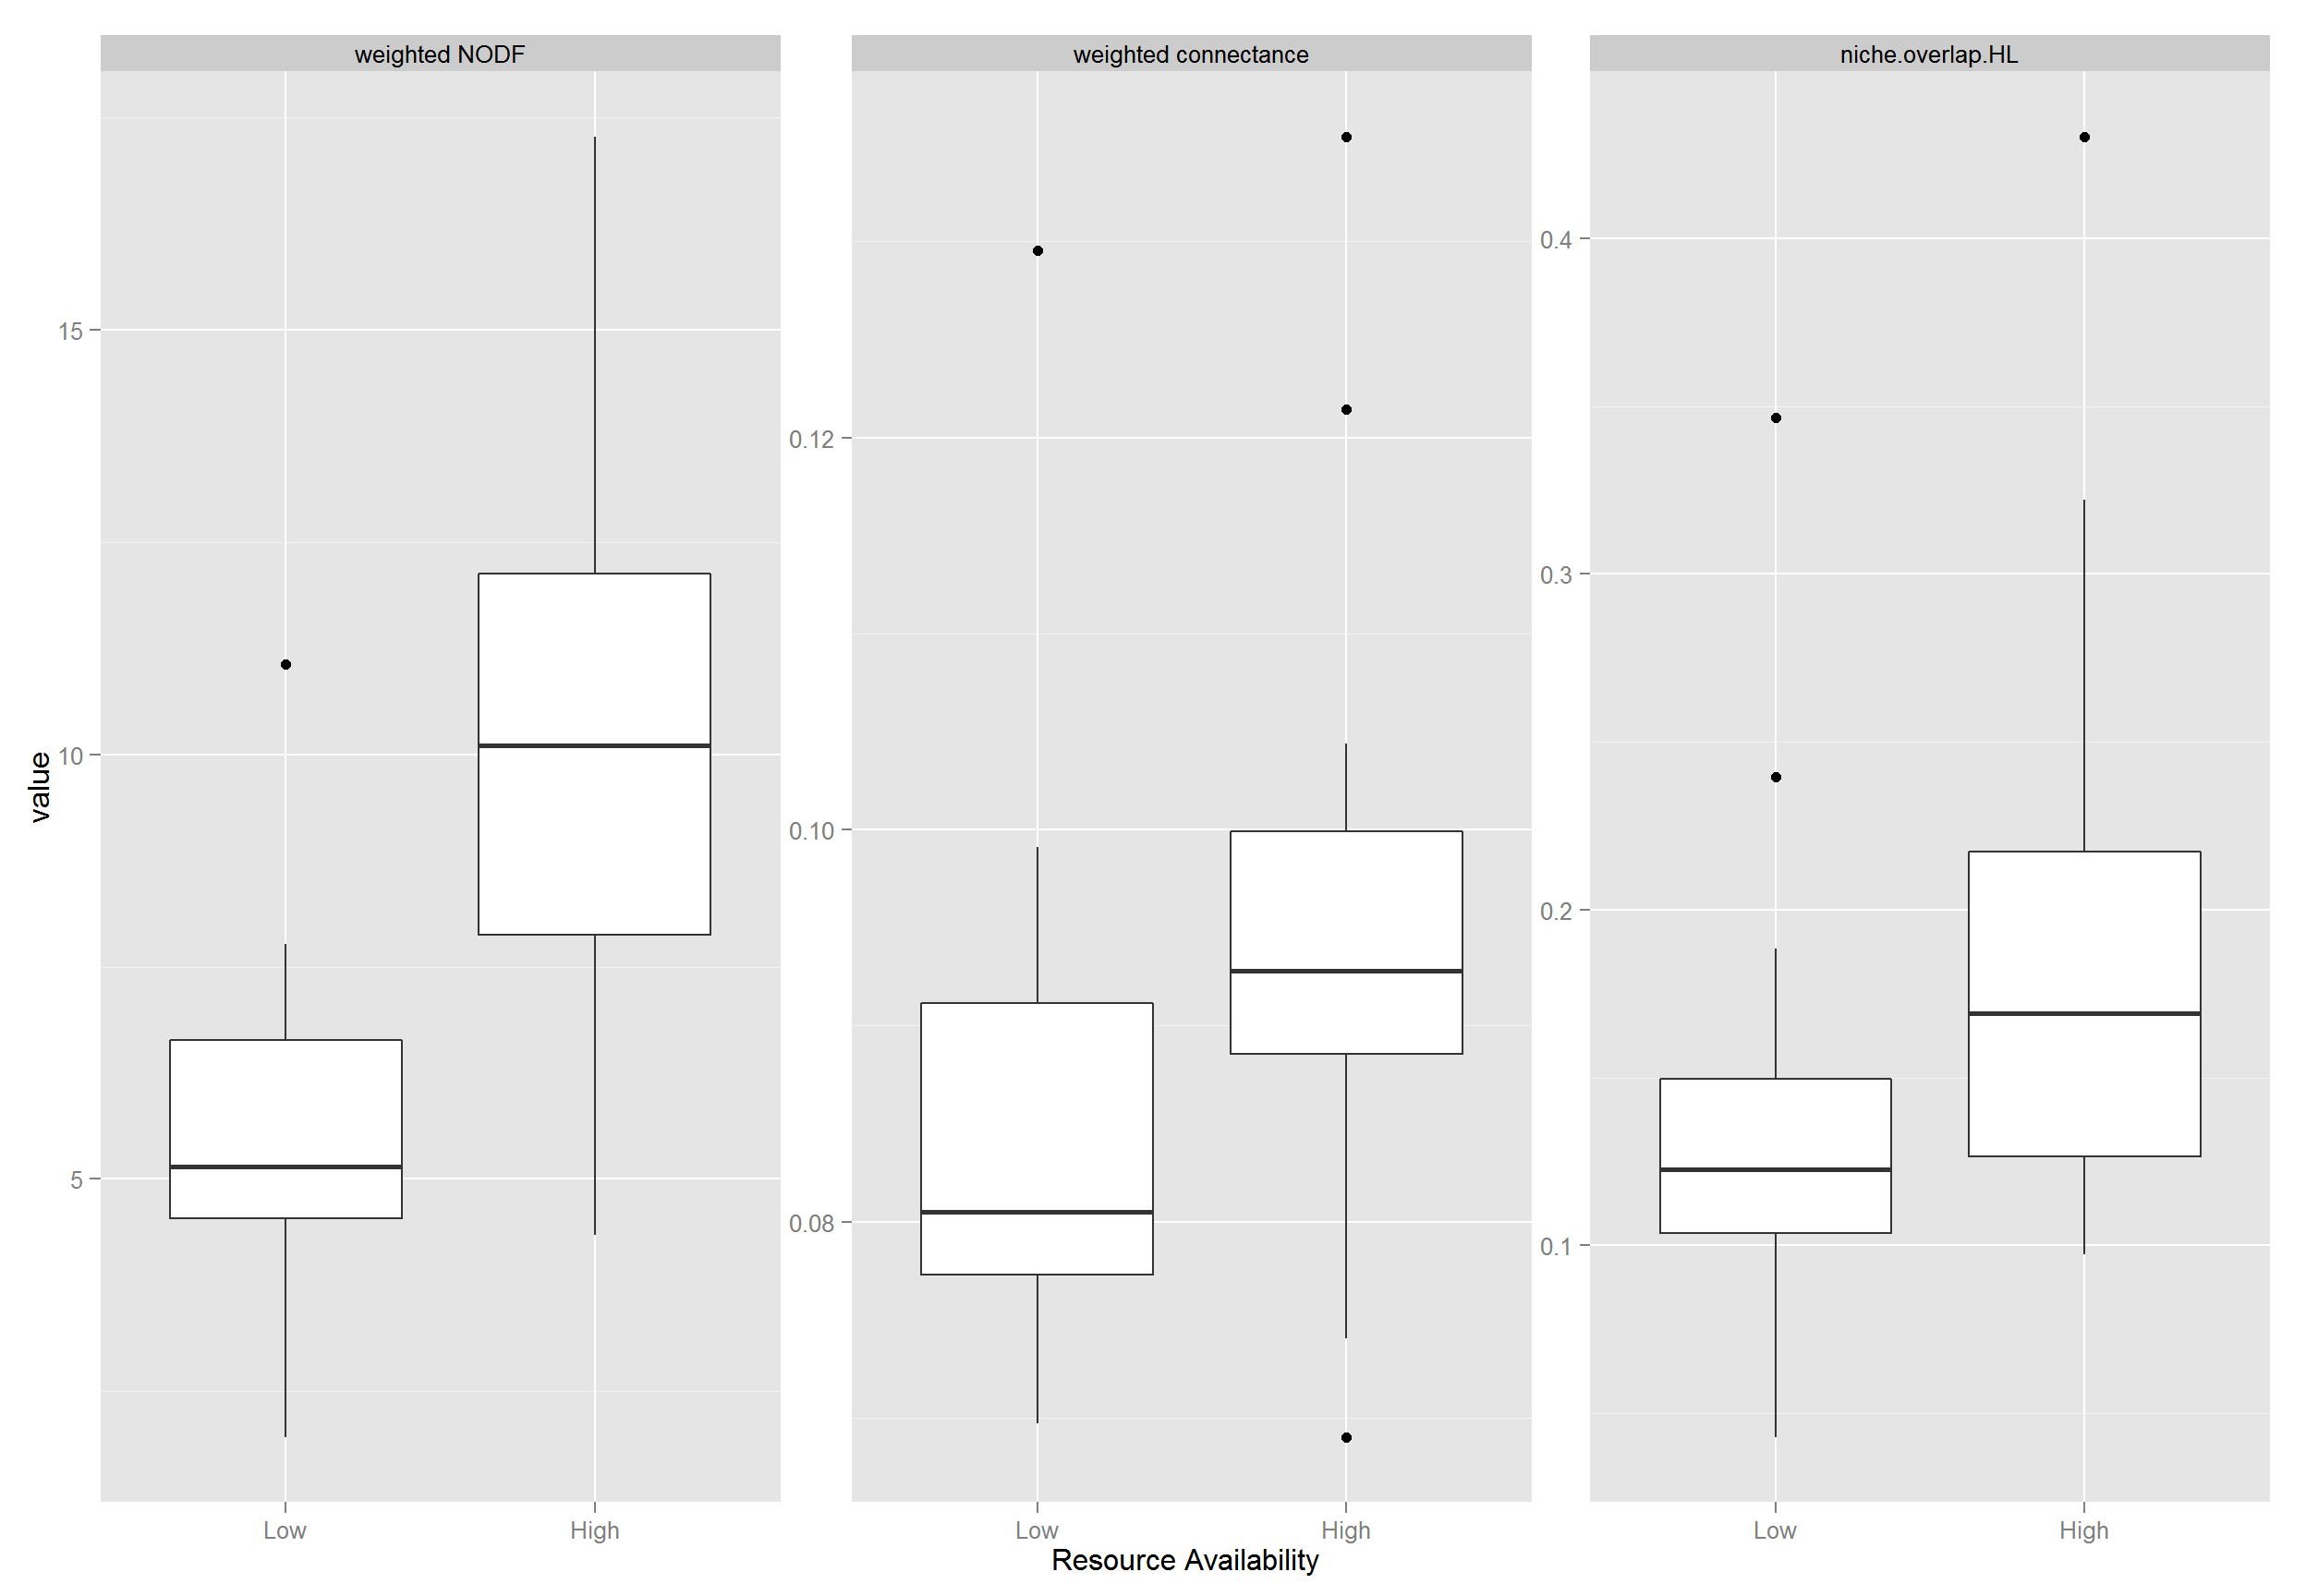 weighted NODF
weighted connectance
niche.overlap.HL
value
15
10
5
0.12
0.10
0.08
0.4
0.3
0.2
0.1
Low
High
Low
High
Low
High
Resource Availability